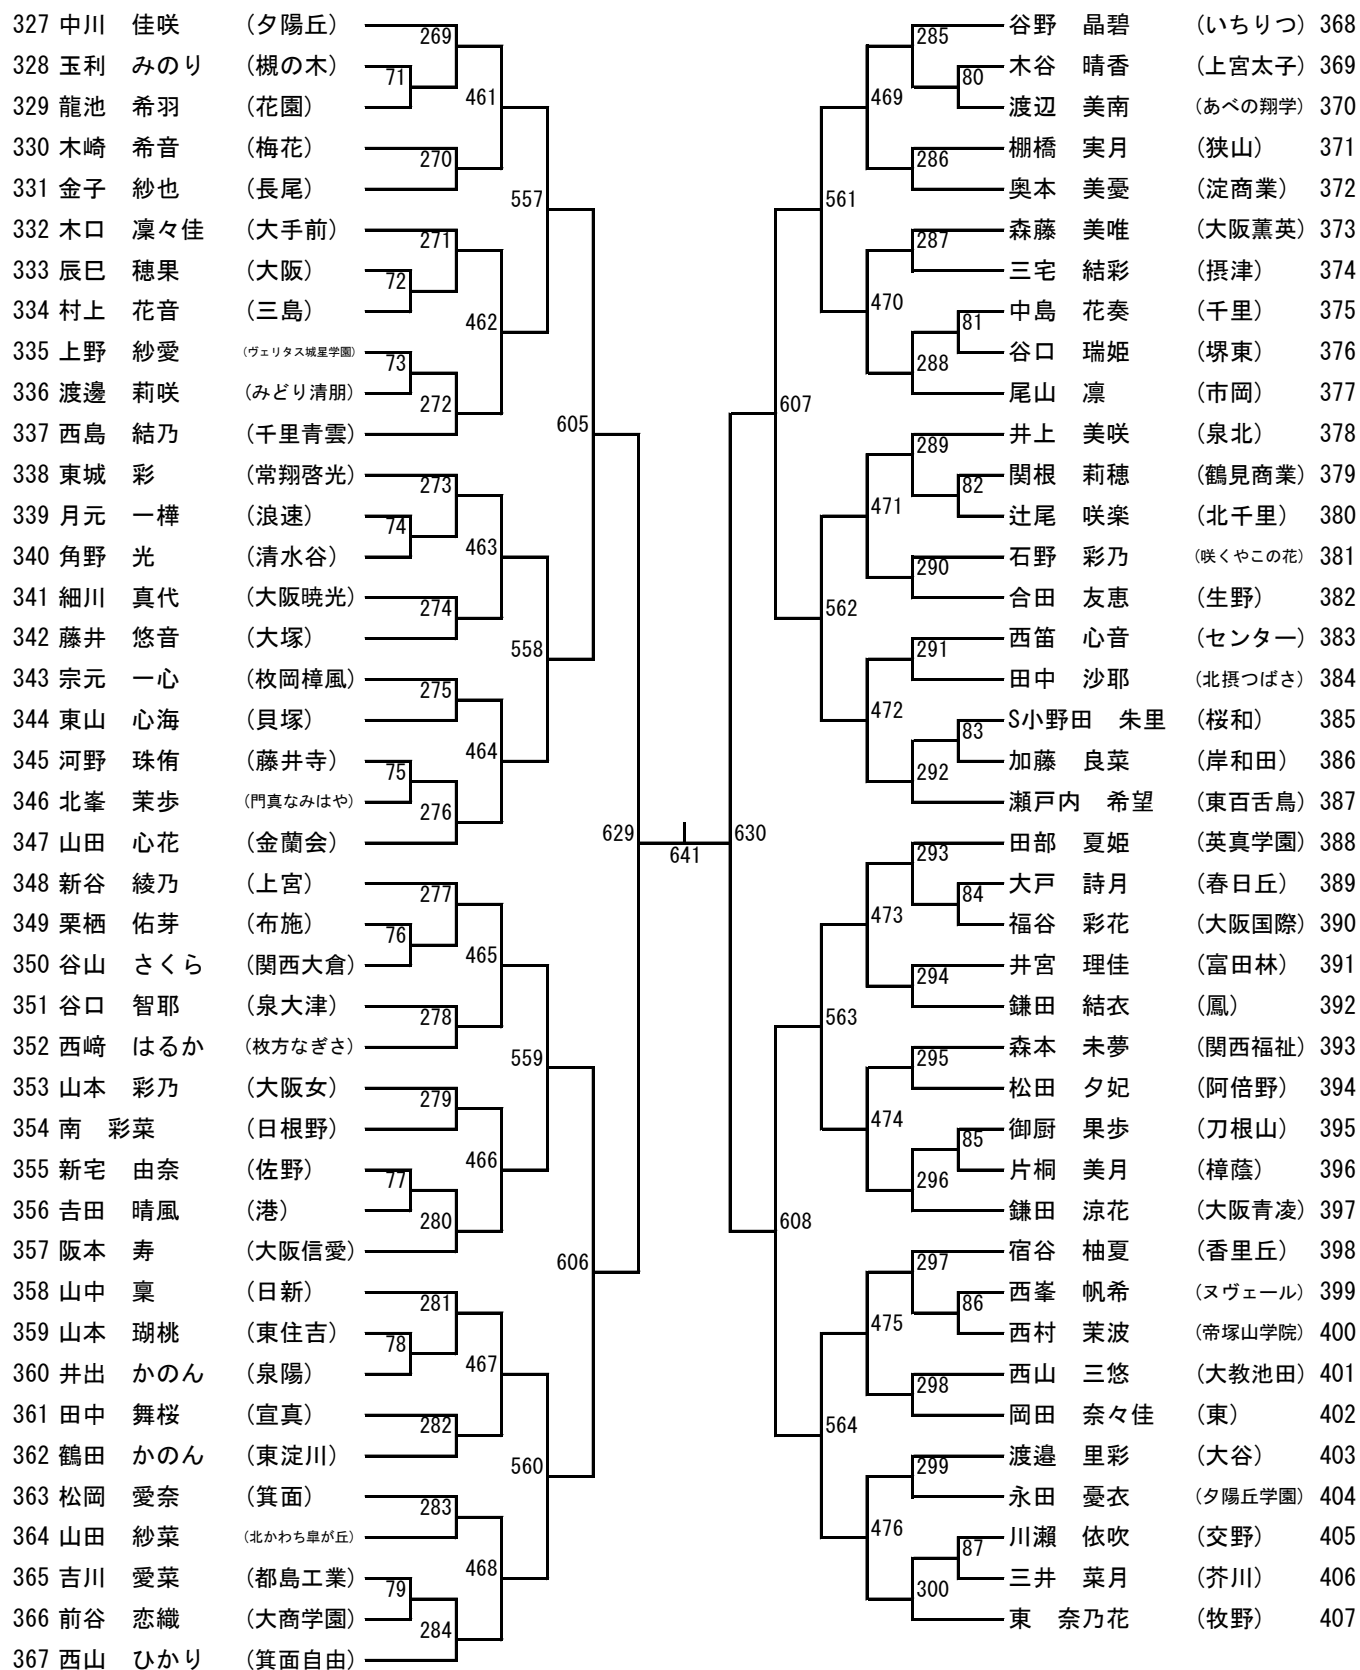 327 中川　佳咲　（夕陽丘）
328 玉利　みのり　（槻の木）
329 龍池　希羽　（花園）
330 木崎　希音　（梅花）
331 金子　紗也　（長尾）
332 木口　凜々佳　（大手前）
333 辰巳　穂果　（大阪）
334 村上　花音　（三島）
335 上野　紗愛　（ヴェリタス城星学園）
336 渡邊　莉咲　（みどり清朋）
337 西島　結乃　（千里青雲）
338 東城　彩　（常翔啓光）
339 月元　一樺　（浪速）
340 角野　光　（清水谷）
341 細川　真代　（大阪暁光）
342 藤井　悠音　（大塚）
343 宗元　一心　（枚岡樟風）
344 東山　心海　（貝塚）
345 河野　珠侑　（藤井寺）
346 北峯　茉歩　（門真なみはや）
347 山田　心花　（金蘭会）
348 新谷　綾乃　（上宮）
349 栗栖　佑芽　（布施）
350 谷山　さくら　（関西大倉）
351 谷口　智耶　（泉大津）
352 西﨑　はるか　（枚方なぎさ）
353 山本　彩乃　（大阪女）
354 南　彩菜　（日根野）
355 新宅　由奈　（佐野）
356 𠮷田　晴風　（港）
357 阪本　寿　（大阪信愛）
358 山中　稟　（日新）
359 山本　瑚桃　（東住吉）
360 井出　かのん　（泉陽）
361 田中　舞桜　（宣真）
362 鶴田　かのん　（東淀川）
363 松岡　愛奈　（箕面）
364 山田　紗菜　（北かわち皐が丘）
365 吉川　愛菜　（都島工業）
366 前谷　恋織　（大商学園）
367 西山　ひかり　（箕面自由）
269
71
461
270
557
271
72
462
73
272
605
273
74
463
274
558
275
464
75
276
629
277
76
465
278
559
279
466
77
280
606
281
78
467
282
560
283
468
79
284
641
630
285
80
469
286
561
287
470
81
288
607
289
82
471
290
562
291
472
83
292
293
84
473
294
563
295
474
85
296
608
297
86
475
298
564
299
476
87
300
谷野　晶碧　（いちりつ） 368
木谷　晴香　（上宮太子） 369
渡辺　美南　（あべの翔学） 370
棚橋　実月　（狭山） 371
奥本　美憂　（淀商業） 372
森藤　美唯　（大阪薫英） 373
三宅　結彩　（摂津） 374
中島　花奏　（千里） 375
谷口　瑞姫　（堺東） 376
尾山　凛　（市岡） 377
井上　美咲　（泉北） 378
関根　莉穂　（鶴見商業） 379
辻尾　咲楽　（北千里） 380
石野　彩乃　（咲くやこの花） 381
合田　友恵　（生野） 382
西笛　心音　（センター） 383
田中　沙耶　（北摂つばさ） 384
S小野田　朱里　（桜和） 385
加藤　良菜　（岸和田） 386
瀬戸内　希望　（東百舌鳥） 387
田部　夏姫　（英真学園） 388
大戸　詩月　（春日丘） 389
福谷　彩花　（大阪国際） 390
井宮　理佳　（富田林） 391
鎌田　結衣　（鳳） 392
森本　未夢　（関西福祉） 393
松田　夕妃　（阿倍野） 394
御厨　果歩　（刀根山） 395
片桐　美月　（樟蔭） 396
鎌田　涼花　（大阪青凌） 397
宿谷　柚夏　（香里丘） 398
西峯　帆希　（ヌヴェール） 399
西村　茉波　（帝塚山学院） 400
西山　三悠　（大教池田） 401
岡田　奈々佳　（東） 402
渡邉　里彩　（大谷） 403
永田　憂衣　（夕陽丘学園） 404
川瀬　依吹　（交野） 405
三井　菜月　（芥川） 406
東　奈乃花　（牧野） 407